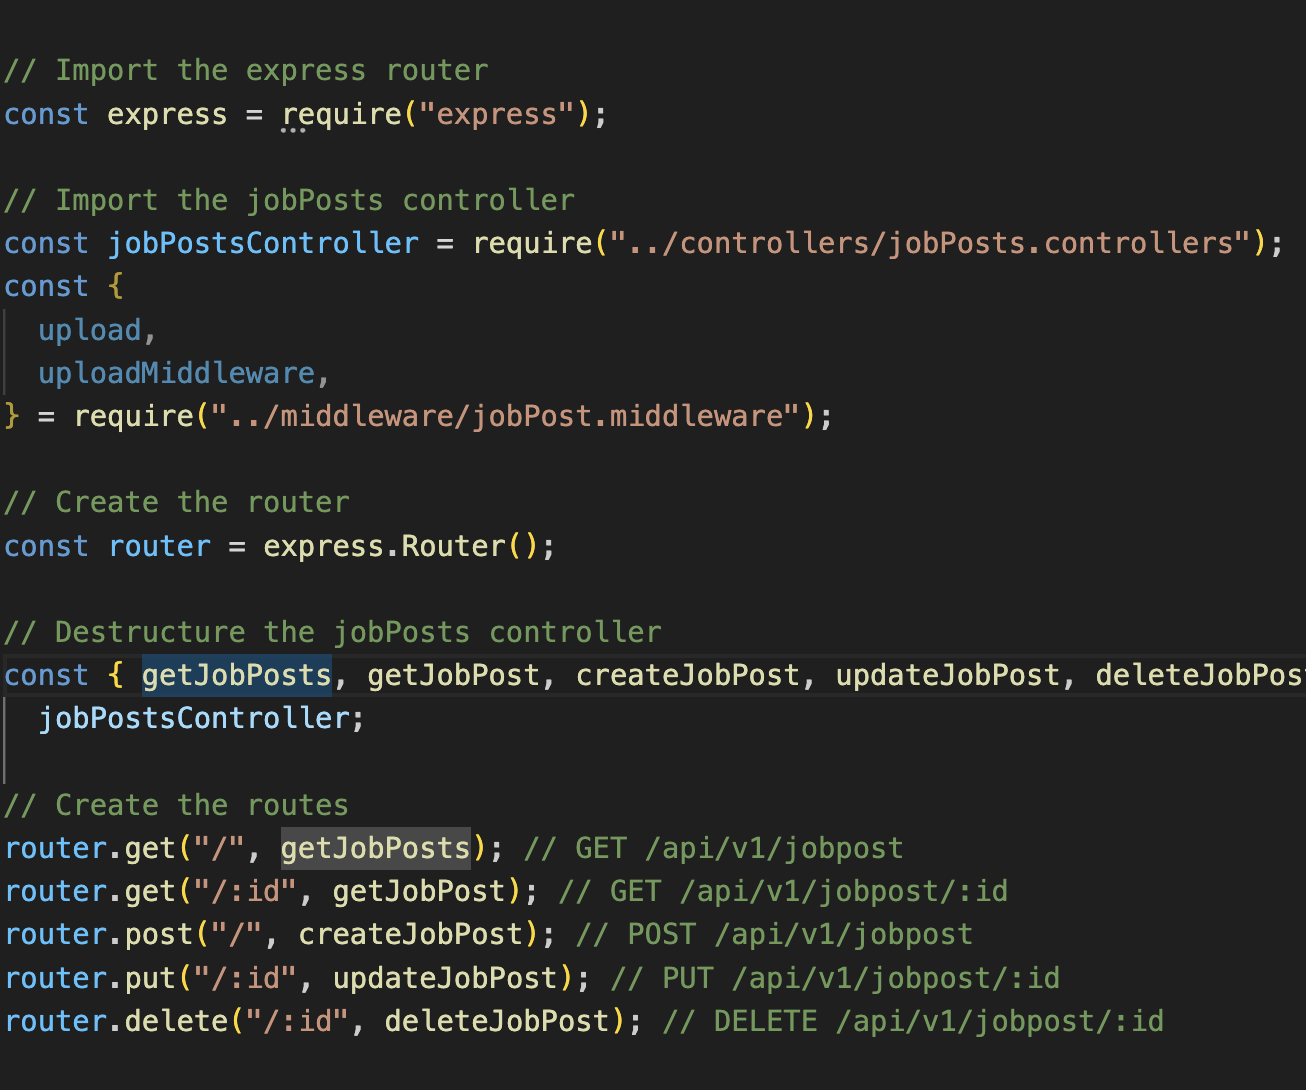 // Import the express router
const express = require("express");
// Import the jobPosts controller
const jobPostsController = require("../controllers/jobPosts.controllers");
const {
upload,
uploadMiddleware,
} = require("../middleware/jobPost.middleware");
// Create the router
const router = express.Router();
// Destructure the jobPosts controller
const { getJobPosts, getJobPost, createJobPost, updateJobPost, deleteJobPos
jobPostsController;
// Create the routes
router.get("/", getJobPosts); // GET /api/v1/jobpost
router.get("/:id", getJobPost); // GET /api/v1/jobpost/:id
router.post("/", createJobPost); // POST /api/v1/jobpost
router.put("/:id", updateJobPost); // PUT /api/v1/jobpost/:id
router.delete("/:id", deleteJobPost); // DELETE /api/v1/jobpost/:id